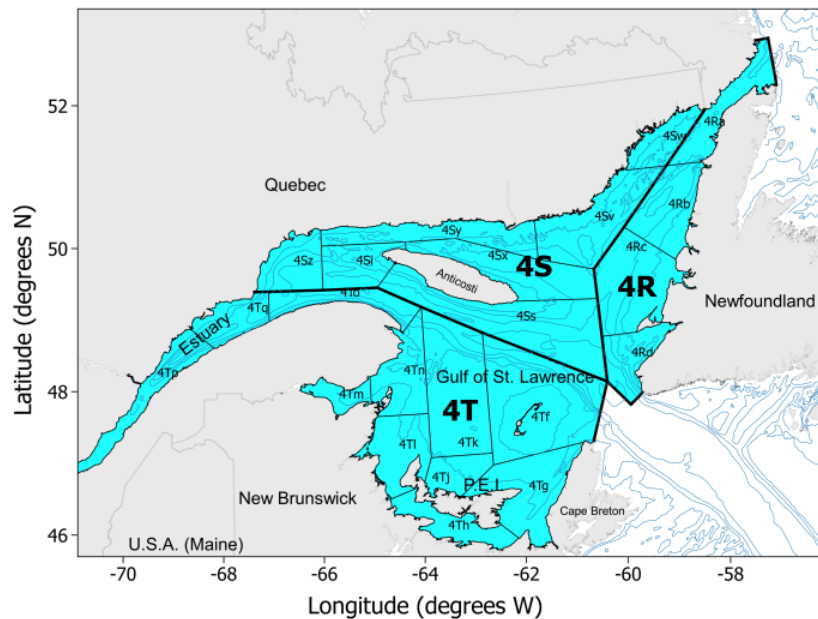 52
50
48
46
Latitude (degrees N)
-70
-68
-66
-64
-62
-60
-58
Longitude (degrees W)
Quebec
4Sw
4Ra
4Rb
4Sv
4Sy
4Sz
4Si
4Sx
4S
4Rc
Anticosti
4R
Newfoundland
4To
4Tq
4Ss
Estuary
4Rd
4Tp
4Tn
Gulf of St. Lawrence
4Tm
4T
4Tf
4Tl
4Tk
4Tj
P.E.I.
4Tg
New Brunswick
4Th
Cape Breton
U.S.A. (Maine)